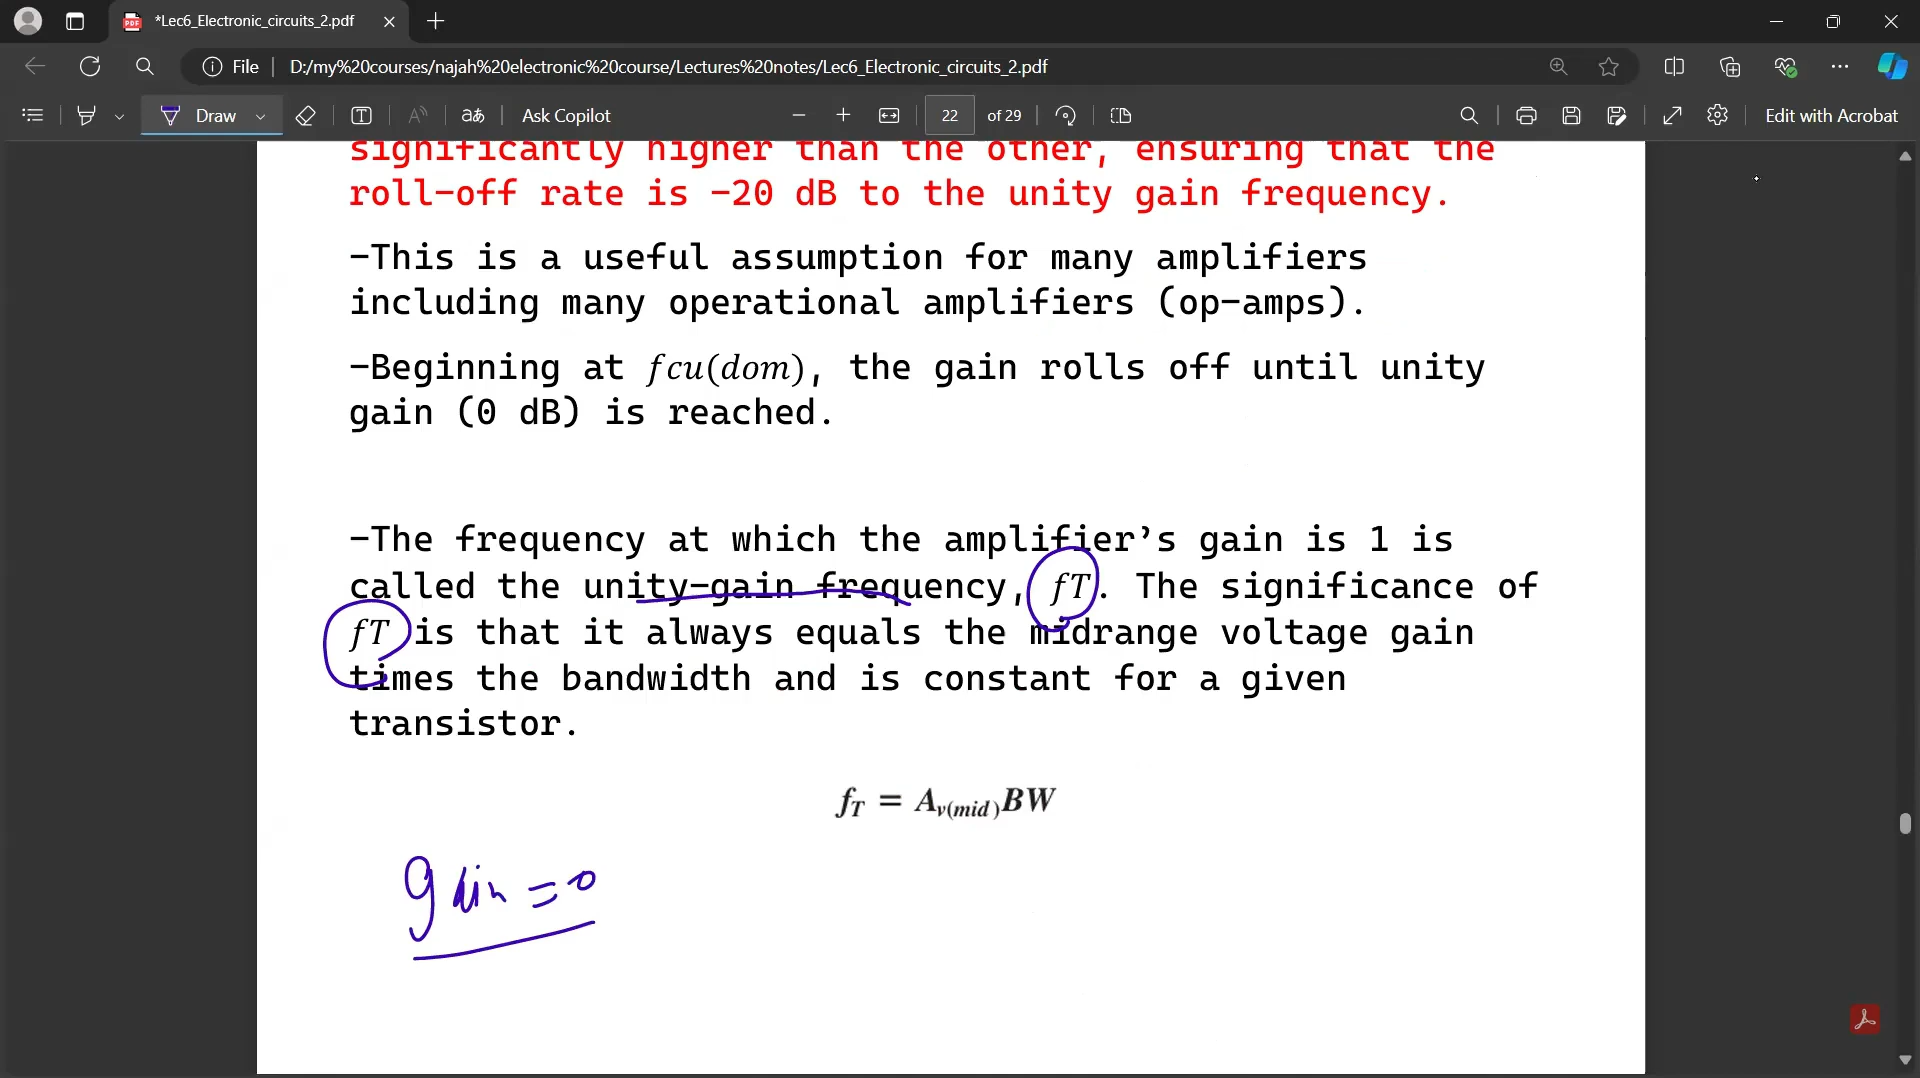 *Lec6_Electronic_circuits_2.pdf
File
D:/my%20courses/najah%20electronic%20course/Lectures%20notes/Lec6_Electronic_circuits_2.pdf
Draw
aあ
Ask Copilot
22 of 29
Edit with Acrobat
significantly higher than the other, ensuring that the
roll-off rate is -20 dB to the unity gain frequency.
-This is a useful assumption for many amplifiers
including many operational amplifiers (op-amps).
-Beginning at fcu(dom), the gain rolls off until unity
gain (0 dB) is reached.
-The frequency at which the amplifier’s gain is 1 is
called the unity-gain frequency, fT. The significance of
fT is that it always equals the midrange voltage gain
times the bandwidth and is constant for a given
transistor.
fT = Av(mid)BW
gain = 0